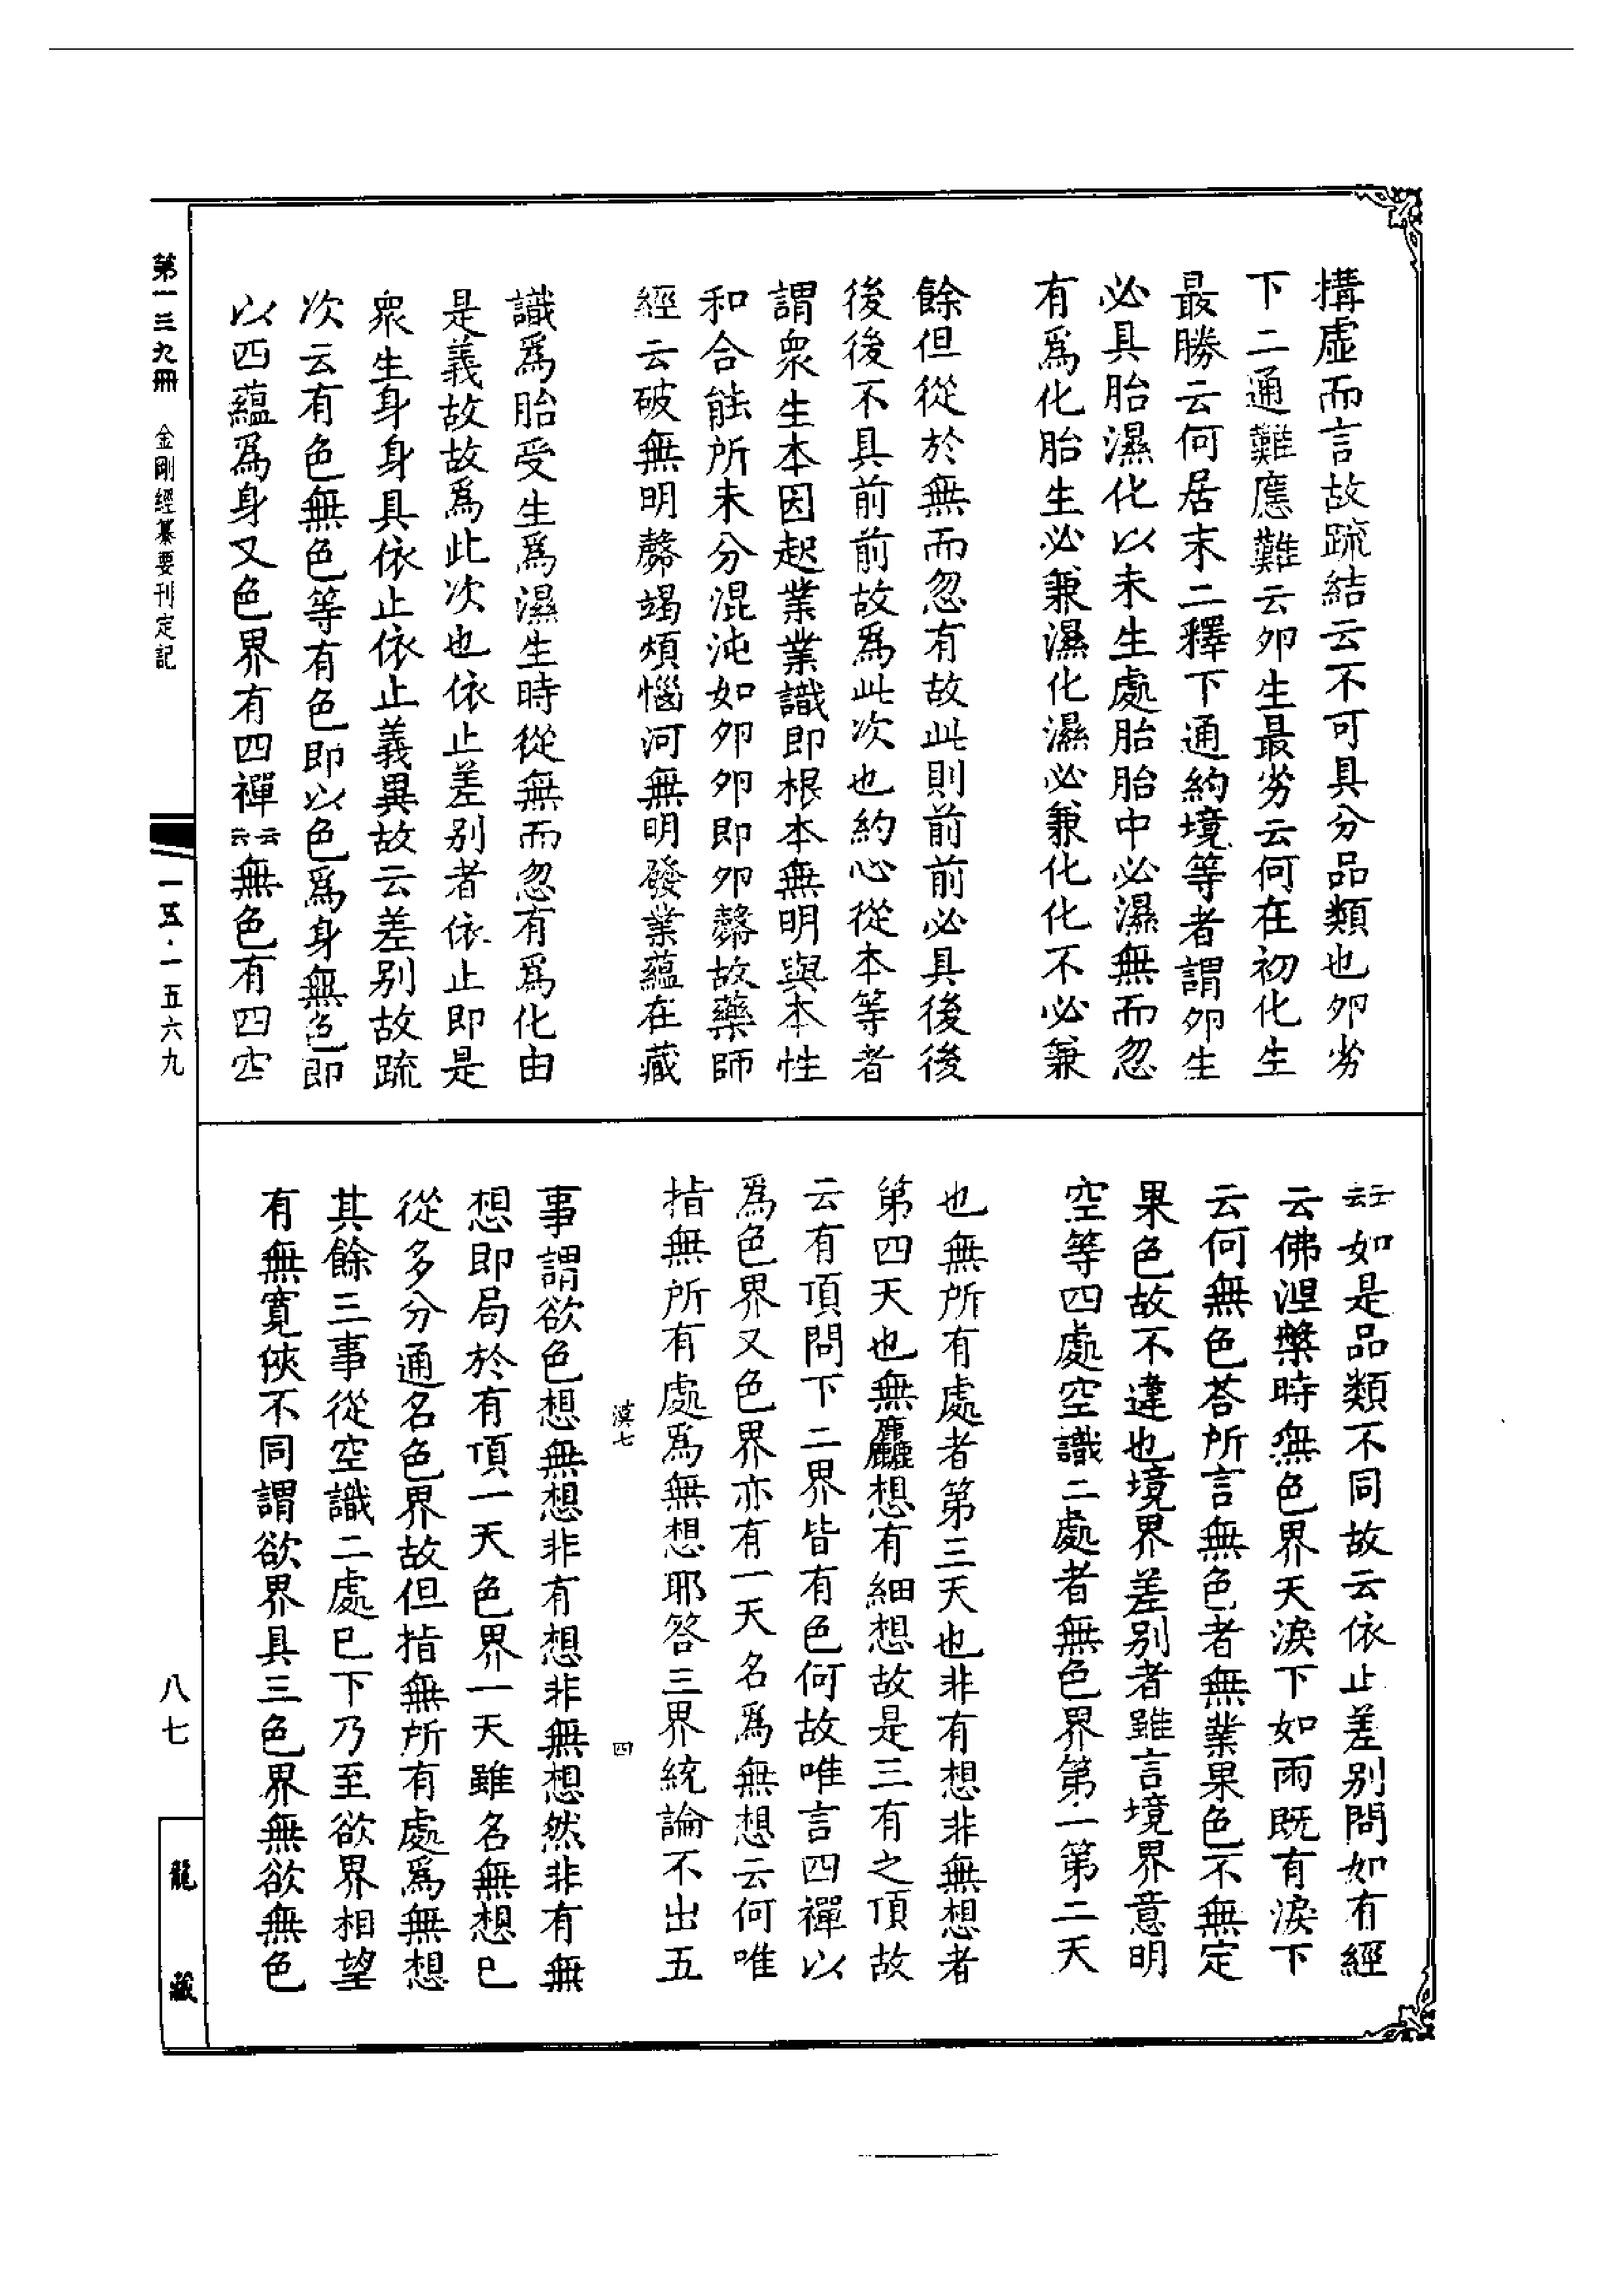 搆虛而言故疏結云不可具分品類也夘劣
下二通難應難云夘生最劣云何在初化生
最勝云何居末二釋下通約境等者謂夘生
必具胎濕化以未生處胎胎中必濕無而忽
有爲化胎生必兼濕化濕必兼化化不必兼
餘但從於無而忽有故此則前前必具後後
後後不具前前故爲此次也約心從本等者
謂衆生本因起業業識即根本無明與本性
和合能所未分混沌如夘夘即夘㲉故藥師
經云破無明㲉竭煩惱河無明發業蘊在藏
識爲胎受生爲濕生時從無而忽有爲化由
是義故故爲此次也依止差别者依止即是
衆生身身具依止依止義異故云差别故疏
次云有色無色等有色即以色爲身無色即
以四蘊爲身又色界有四禪云云無色有四空
云云如是品類不同故云依止差别問如有經
云佛涅槃時無色界天淚下如雨既有淚下
云何無色荅所言無色者無業果色不無定
果色故不違也境界差别者雖言境界意明
空等四處空識二處者無色界第一第二天
也無所有處者第三天也非有想非無想者
第四天也無麤想有細想故是三有之頂故
云有頂問下二界皆有色何故唯言四禪以
爲色界又色界亦有一天名爲無想云何唯
指無所有處爲無想耶答三界統論不出五
漠七 四
事謂欲色想無想非有想非無想然非有無
想即局於有頂一天色界一天雖名無想已
從多分通名色界故但指無所有處爲無想
其餘三事從空識二處已下乃至欲界相望
有無寬俠不同謂欲界具三色界無欲無色
第一三九冊 金剛經纂要刊定記
一五·一五六九
八七
龍藏